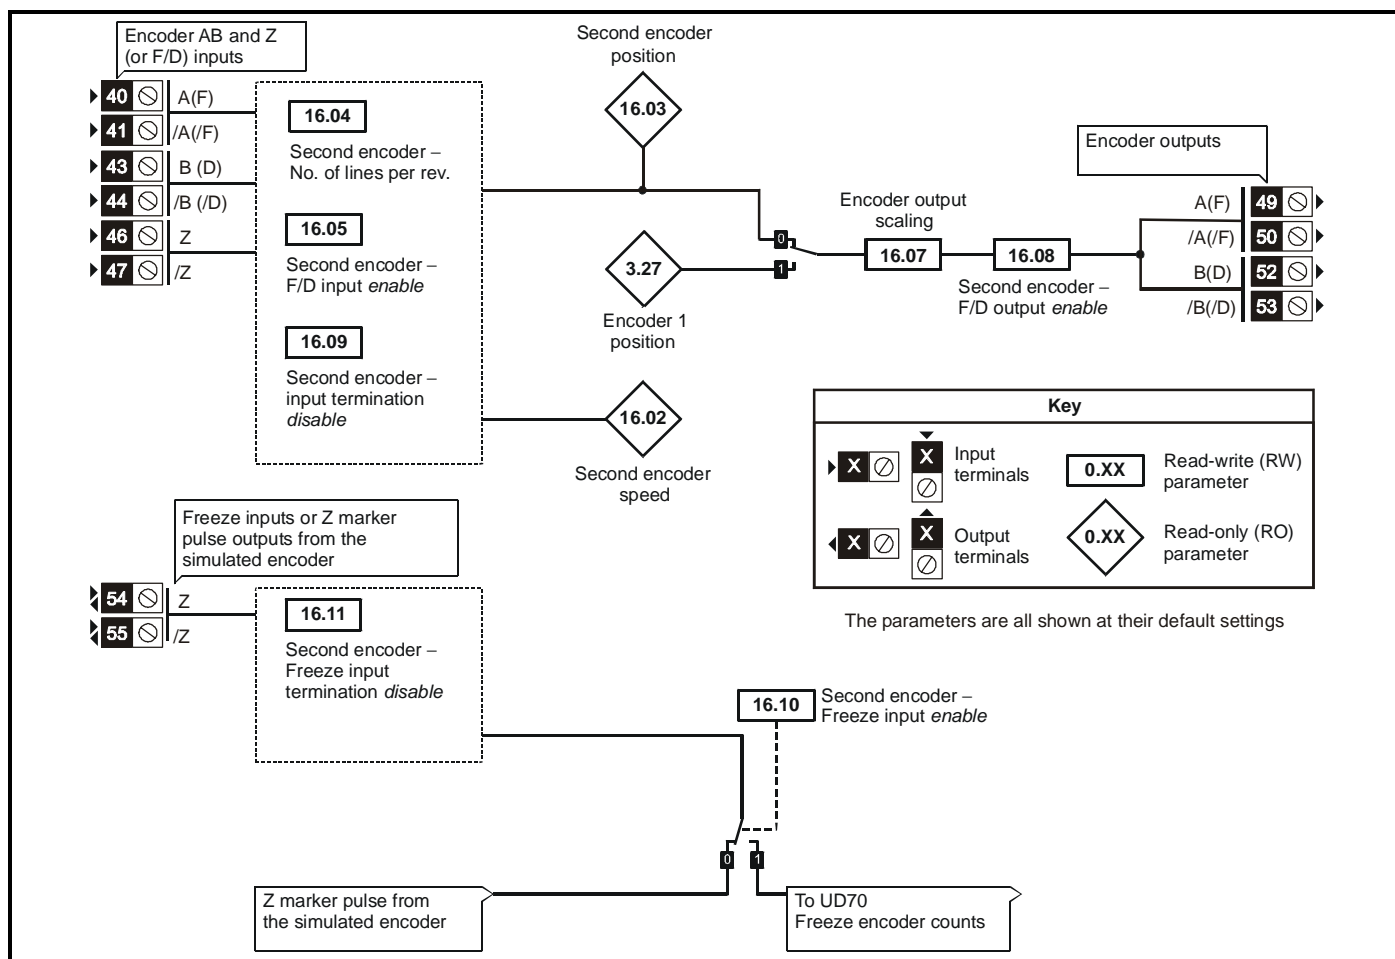 Encoder AB and Z
(or F/D) inputs
40 A(F)
41 /A(/F)
43 B (D)
44 /B (/D)
46 Z
47 /Z
16.04
Second encoder –
No. of lines per rev.
16.05
Second encoder –
F/D input enable
16.09
Second encoder –
input termination
disable
Second encoder
position
16.03
3.27
Encoder 1
position
16.02
Second encoder
speed
0
1
Encoder output
scaling
16.07
16.08
Second encoder –
F/D output enable
Encoder outputs
A(F) 49
/A(/F) 50
B(D) 52
/B(/D) 53
Key
X X Input
terminals
0.XX Read-write (RW)
parameter
X X Output
terminals
0.XX Read-only (RO)
parameter
The parameters are all shown at their default settings
Freeze inputs or Z marker
pulse outputs from the
simulated encoder
54 Z
55 /Z
16.11
Second encoder –
Freeze input
termination disable
16.10
Second encoder –
Freeze input enable
0 1
Z marker pulse from
the simulated encoder
To UD70
Freeze encoder counts